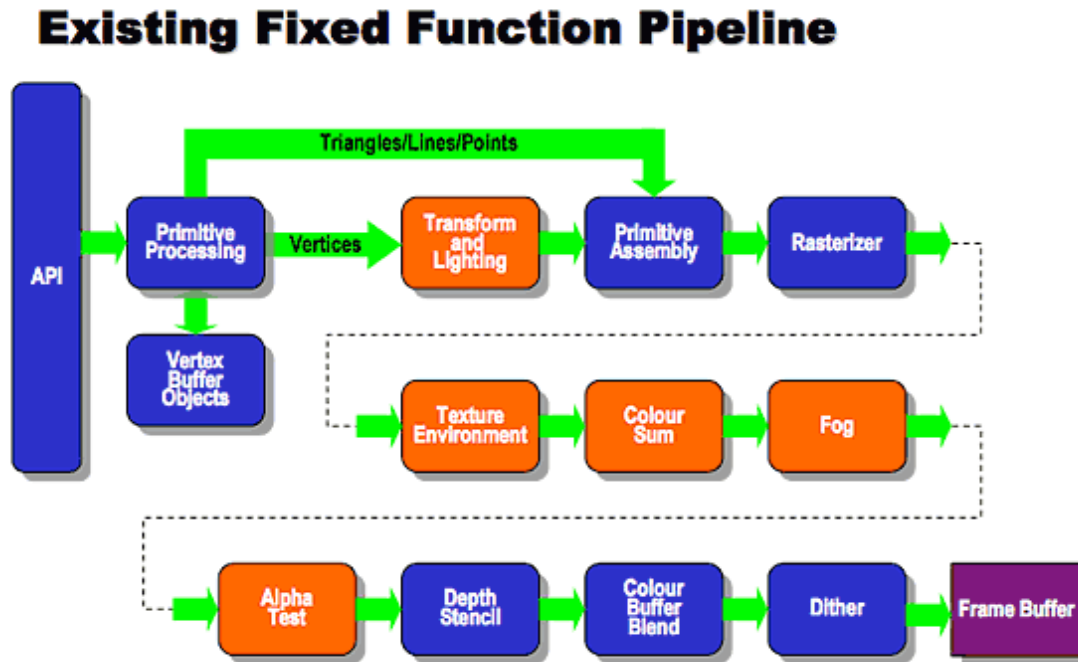 Existing Fixed Function Pipeline
Triangles/Lines/Points
API
Primitive
Processing
Vertices
Transform
and
Lighting
Primitive
Assembly
Rasterizer
Vertex
Buffer
Objects
Texture
Environment
Colour
Sum
Fog
Alpha
Test
Depth
Stencil
Colour
Buffer
Blend
Dither
Frame Buffer